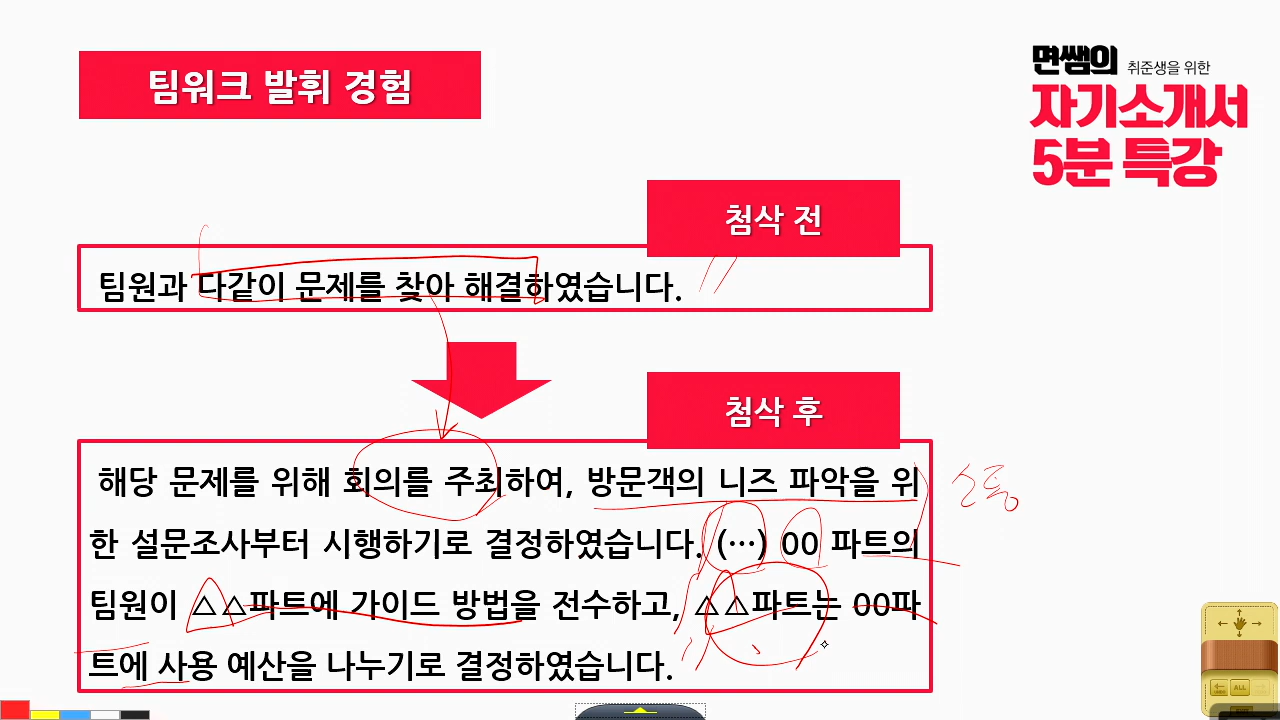 팀워크 발휘 경험
면쌤의 취준생을 위한
자기소개서
5분 특강
첨삭 전
팀원과 다같이 문제를 찾아 해결하였습니다.
첨삭 후
해당 문제를 위해 회의를 주최하여, 방문객의 니즈 파악을 위
한 설문조사부터 시행하기로 결정하였습니다. (…) 00 파트의
팀원이 △△파트에 가이드 방법을 전수하고, △△파트는 00파
트에 사용 예산을 나누기로 결정하였습니다.
소통
ALL